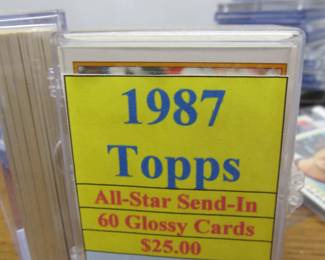 1987
Topps
All-Star Send-In
60 Glossy Cards
$25.00